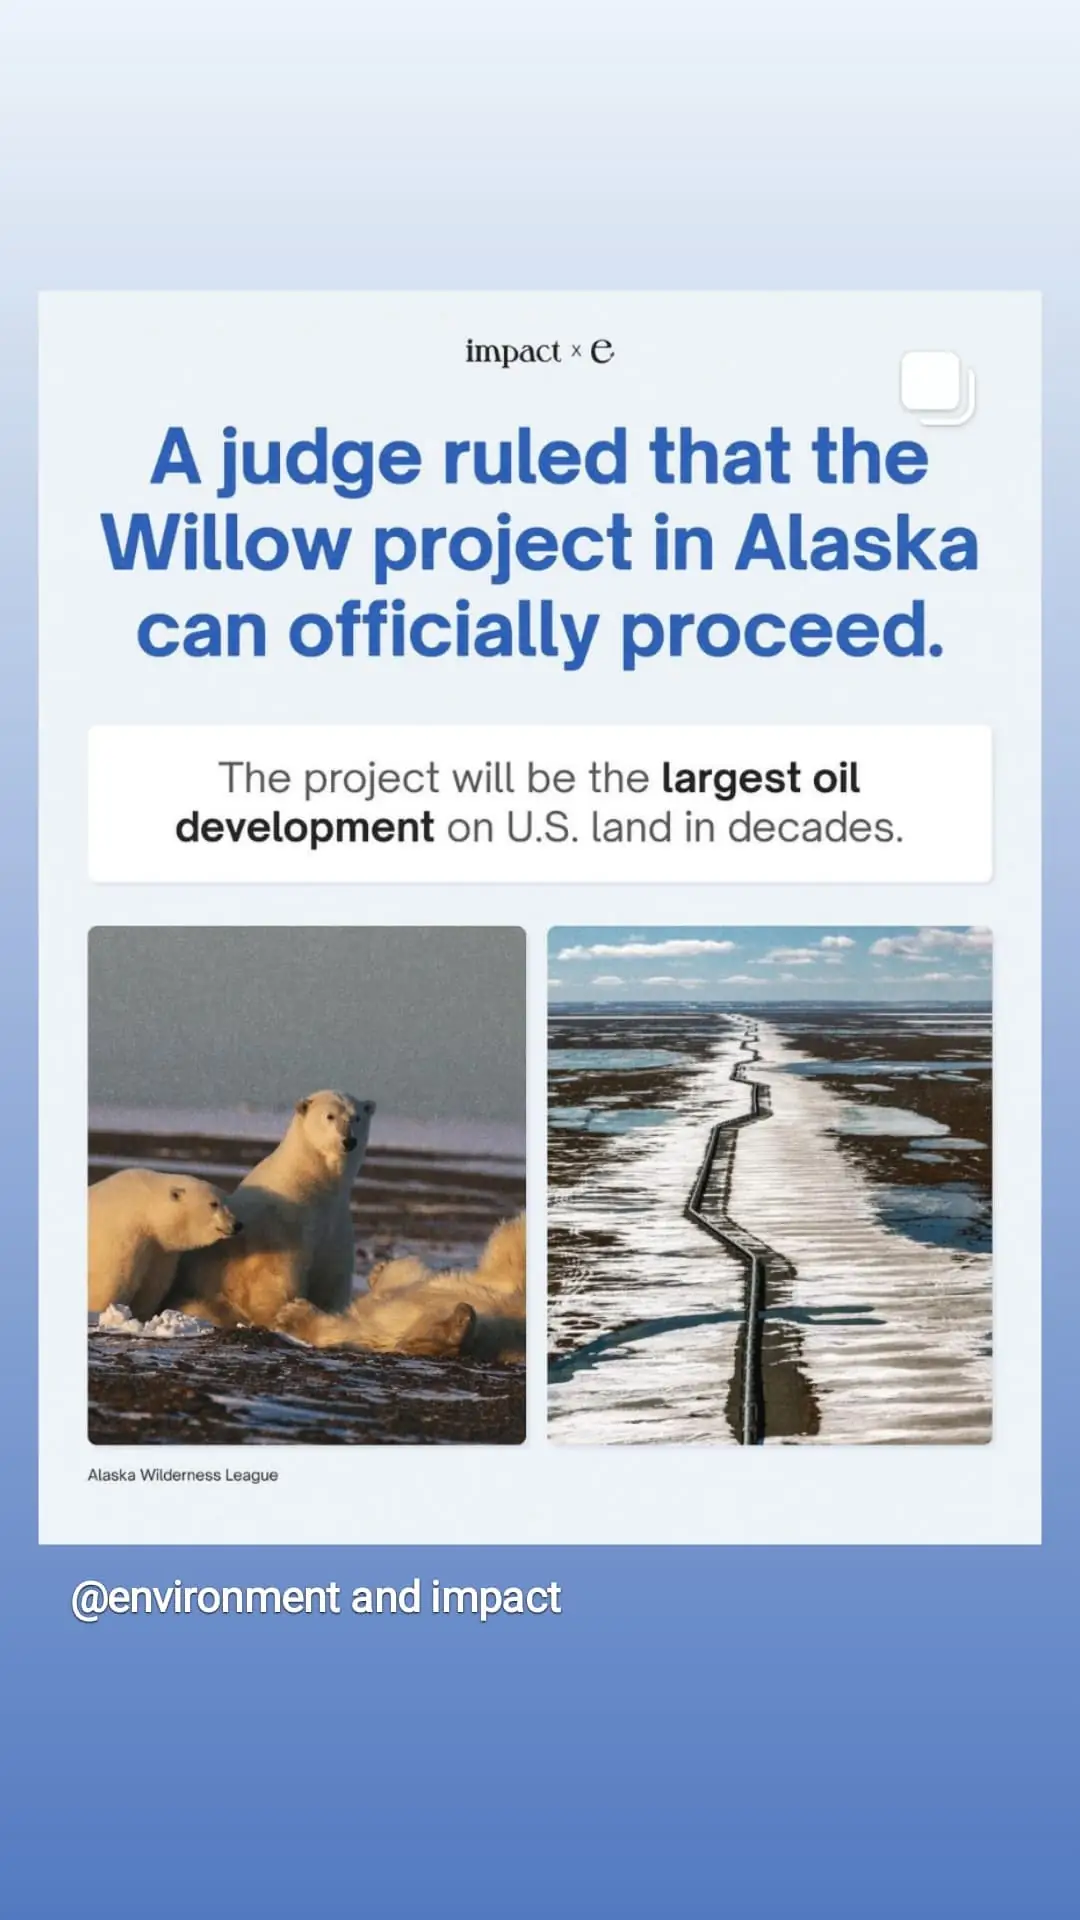 impact x e
A judge ruled that the
Willow project in Alaska
can officially proceed.
The project will be the largest oil
development on U.S. land in decades.
Alaska Wilderness League
@environment and impact